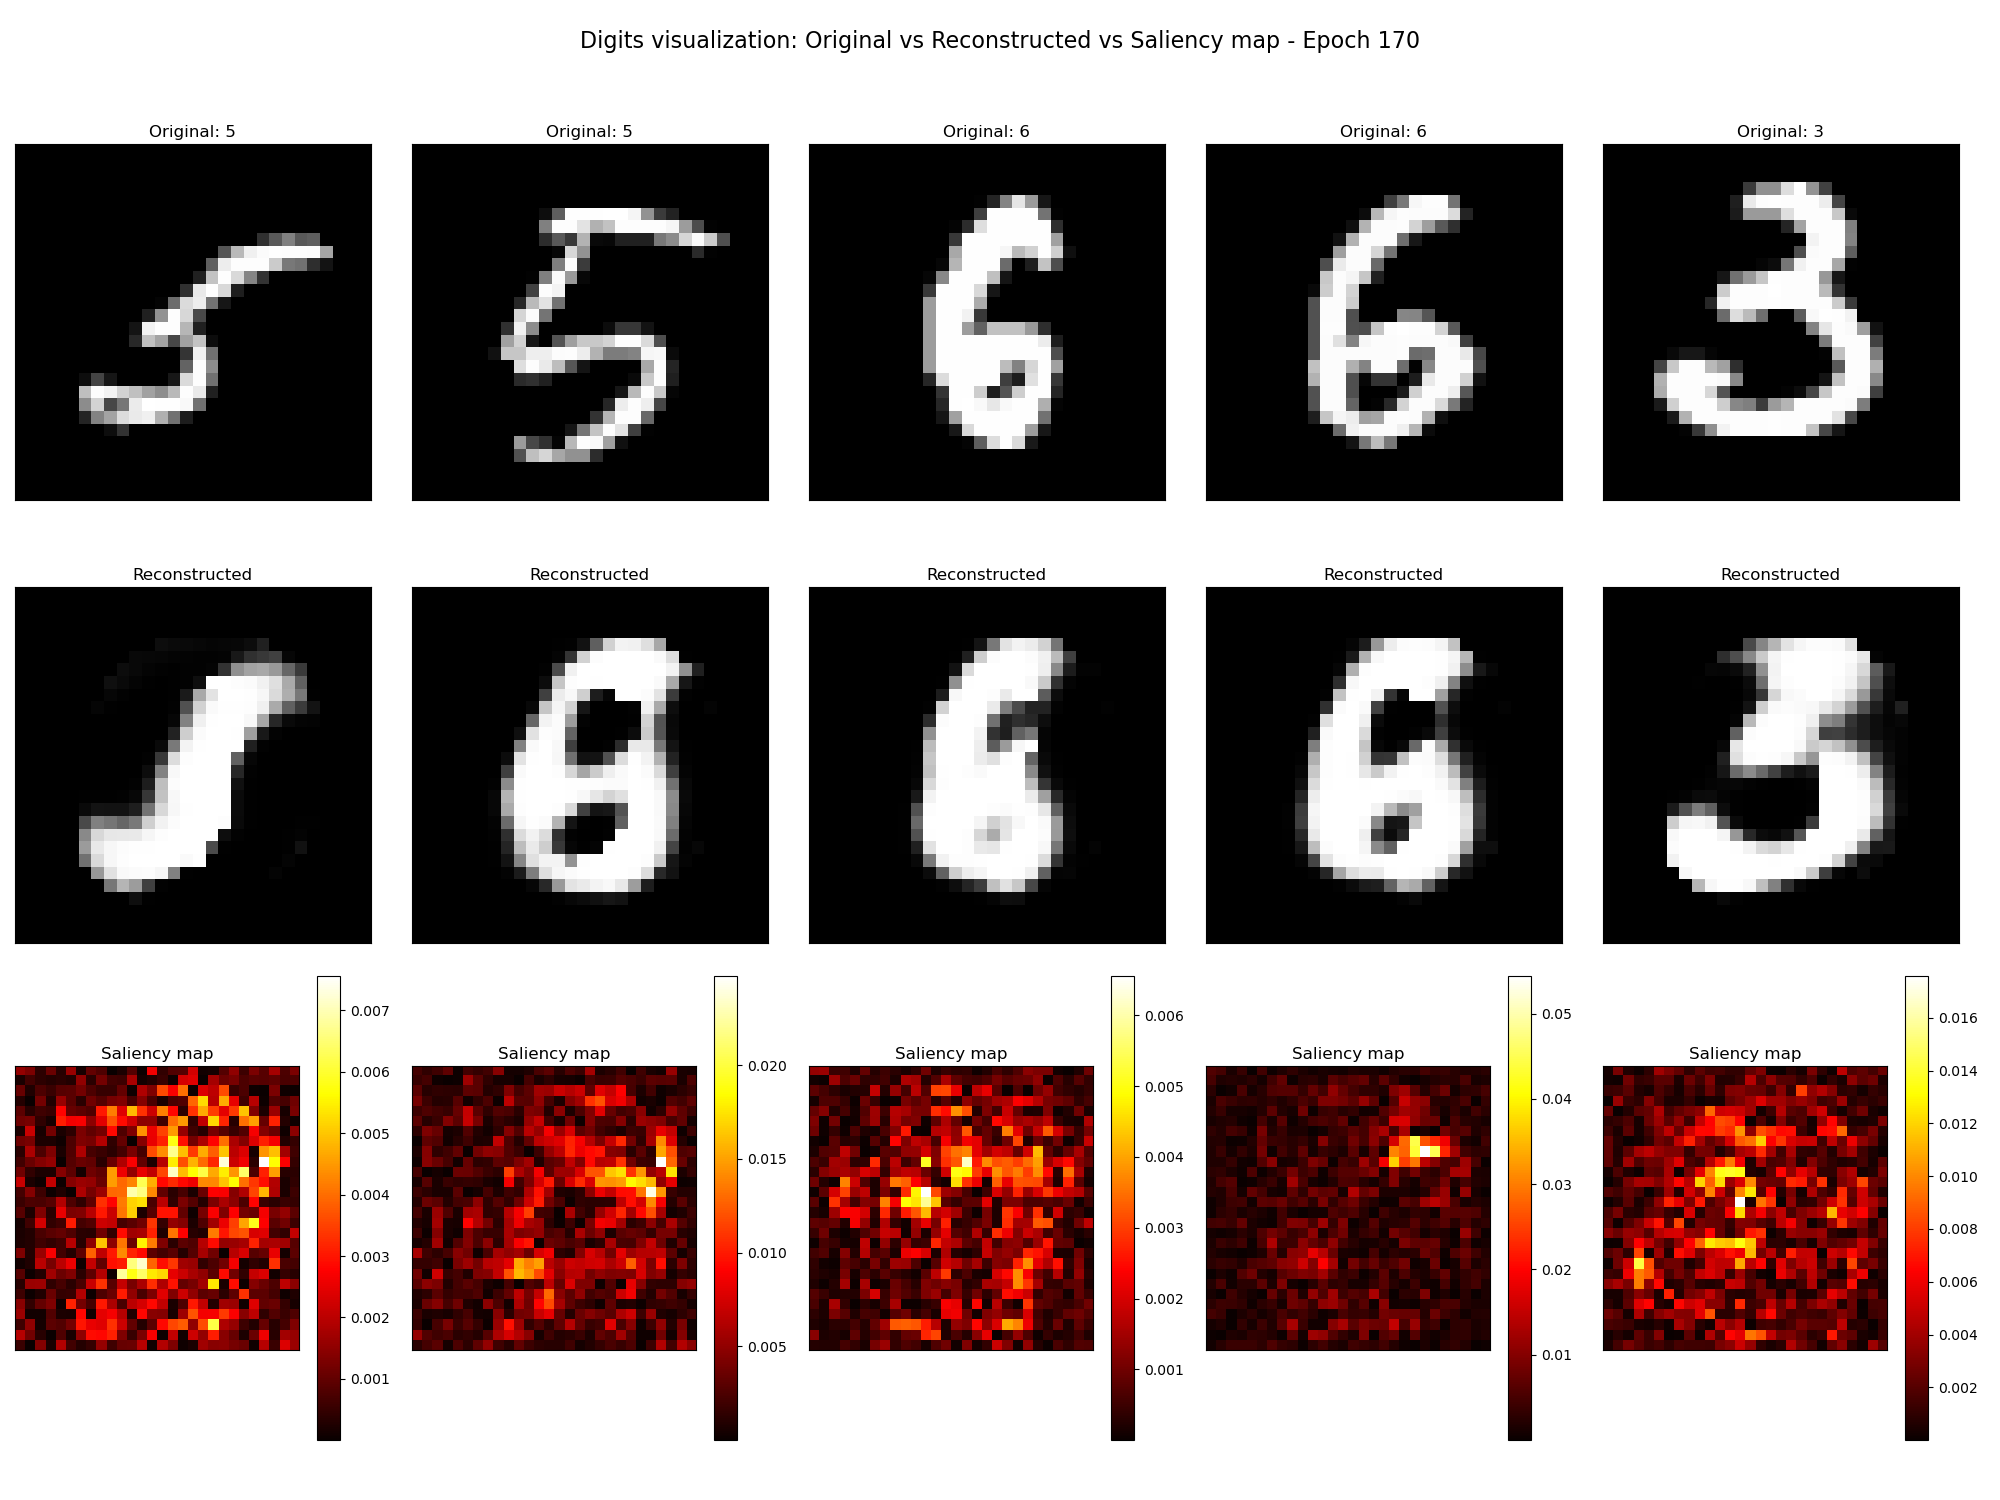 Digits visualization: Original vs Reconstructed vs Saliency map - Epoch 170
Original: 5
Original: 5
Original: 6
Original: 6
Original: 3
5
5
6
6
3
Reconstructed
Reconstructed
Reconstructed
Reconstructed
Reconstructed
Saliency map
0.007
0.006
0.005
0.004
0.003
0.002
0.001
Saliency map
0.020
0.015
0.010
0.005
Saliency map
0.006
0.005
0.004
0.003
0.002
0.001
Saliency map
0.05
0.04
0.03
0.02
0.01
Saliency map
0.016
0.014
0.012
0.010
0.008
0.006
0.004
0.002